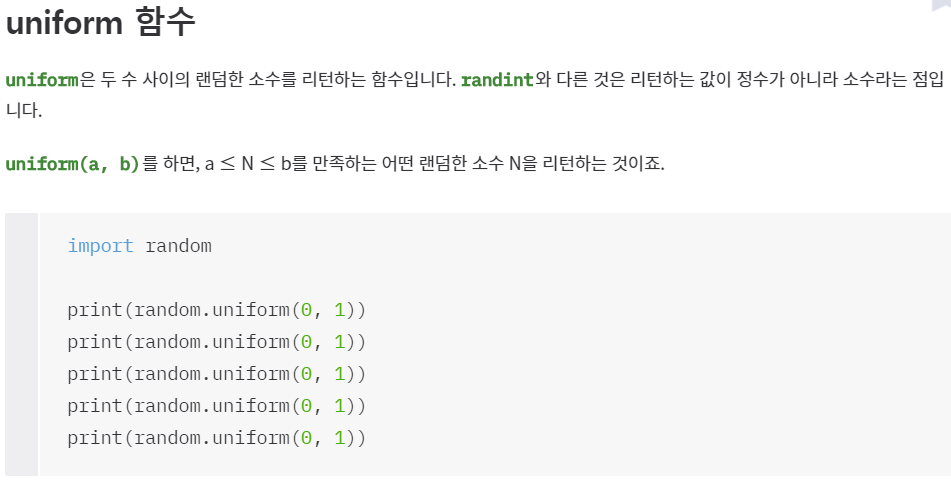 uniform 함수
uniform은 두 수 사이의 랜덤한 소수를 리턴하는 함수입니다. randint와 다른 것은 리턴하는 값이 정수가 아니라 소수라는 점입
니다.
uniform(a, b)를 하면, a ≤ N ≤ b를 만족하는 어떤 랜덤한 소수 N을 리턴하는 것이죠.
import random
print(random.uniform(0, 1))
print(random.uniform(0, 1))
print(random.uniform(0, 1))
print(random.uniform(0, 1))
print(random.uniform(0, 1))